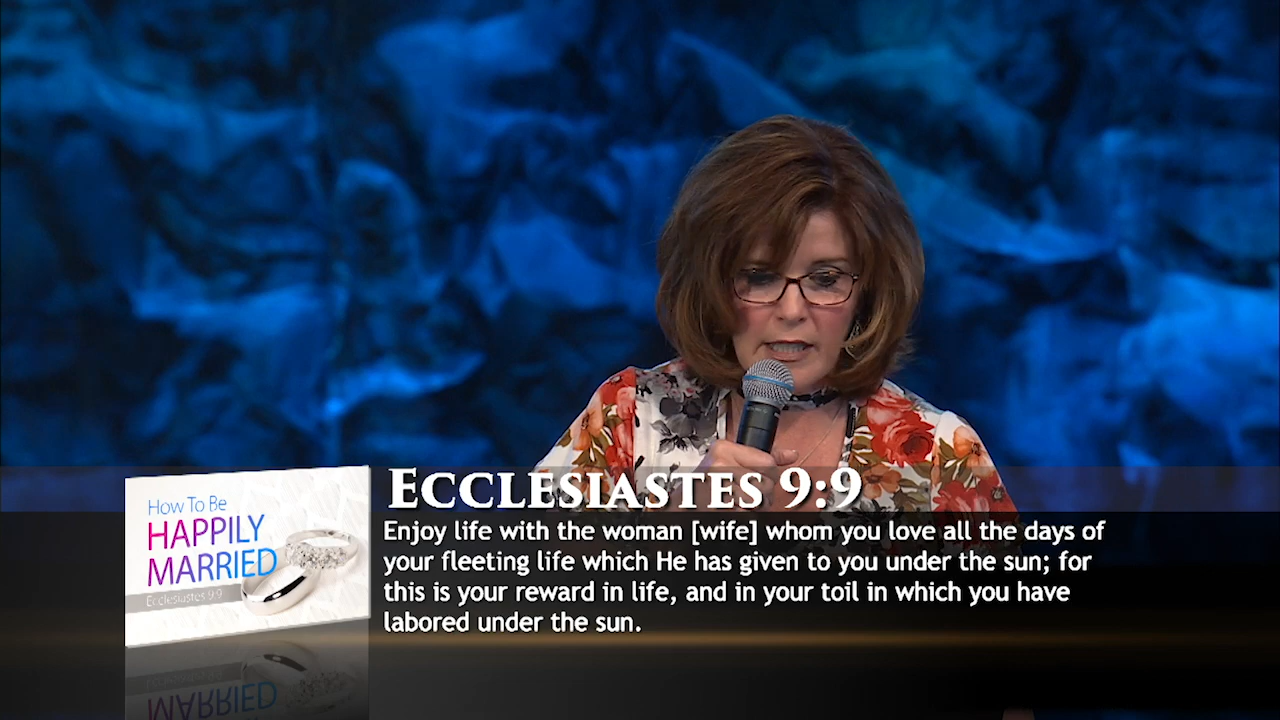 ECCLESIASTES 9:9
Enjoy life with the woman [wife] whom you love all the days of
your fleeting life which He has given to you under the sun; for
this is your reward in life, and in your toil in which you have
labored under the sun.
How To Be
HAPPILY
MARRIED
Ecclesiastes 9:9